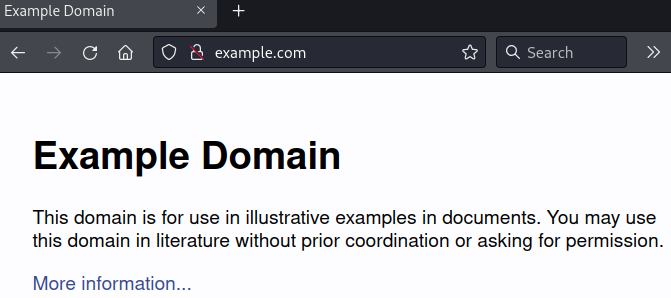 Example Domain
example.com
Search
Example Domain
This domain is for use in illustrative examples in documents. You may use
this domain in literature without prior coordination or asking for permission.
More information...